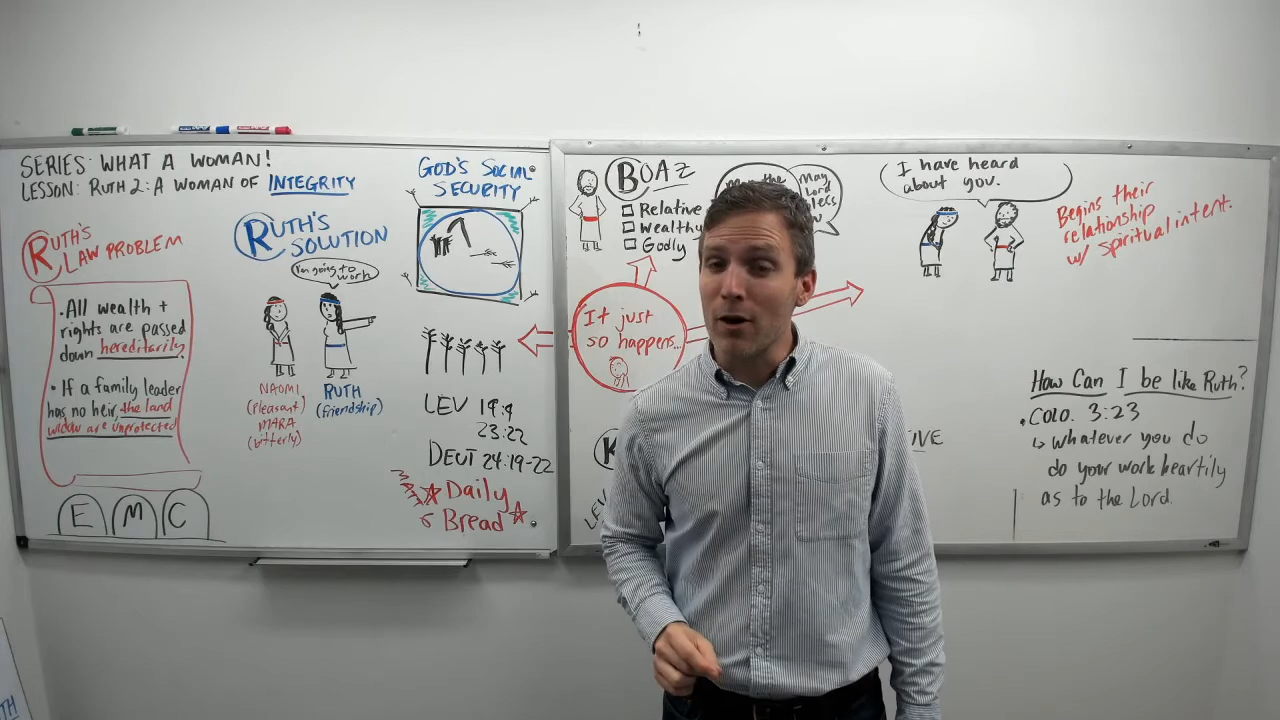 SERIES: WHAT A WOMAN!
LESSON: RUTH 2: A WOMAN OF INTEGRITY
RUTH'S
LAW PROBLEM
• All wealth +
rights are passed
down hereditarily.
• If a family leader
has no heir, the land
widow are unprotected
E M C
RUTH'S
SOLUTION
I'm going to
work
NAOMI
(pleasant)
MARA
(bitterly)
RUTH
(friendship)
GOD'S SOCIAL
SECURITY
LEV 19:9
23:22
DEUT 24:19-22
Daily
Bread
BOAZ
Relative
Wealthy
Godly
the
May
Lord
It just
so happens...
K
I have heard
about you.
Begins their
relationship
w/ spiritual intent.
How Can I be like Ruth?
• COLO. 3:23
↳ whatever you do
do your work heartily
as to the Lord.